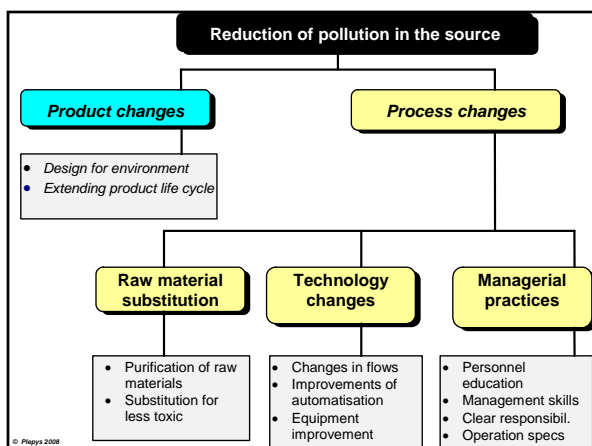 Reduction of pollution in the source
Product changes
Process changes
• Design for environment
• Extending product life cycle
Raw material
substitution
Technology
changes
Managerial
practices
• Purification of raw
materials
• Substitution for
less toxic
• Changes in flows
• Improvements of
automatisation
• Equipment
improvement
• Personnel
education
• Management skills
• Clear responsibil.
• Operation specs
© Plepys 2008